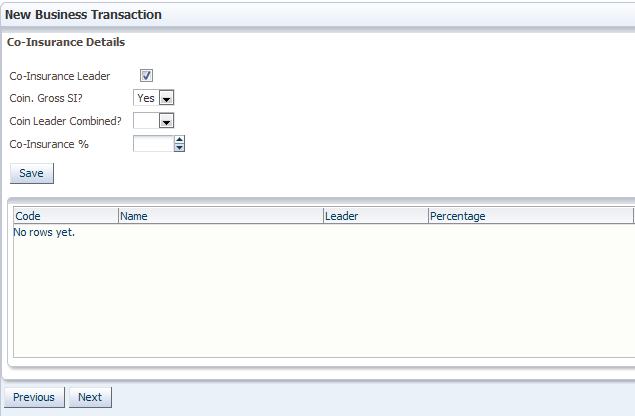 New Business Transaction
Co-Insurance Details
Co-Insurance Leader
Coin. Gross SI? Yes
Coin Leader Combined?
Co-Insurance %
Save
Code Name Leader Percentage
No rows yet.
Previous Next